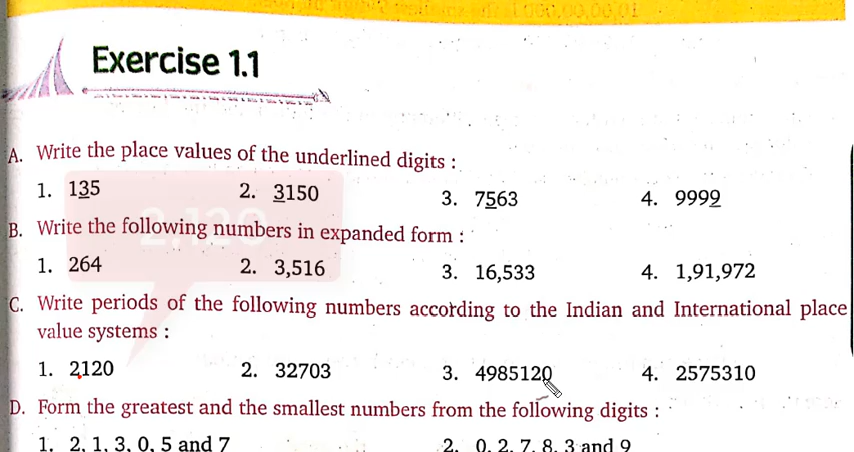 Exercise 1.1
A. Write the place values of the underlined digits :
1. 135 2. 3150 3. 7563 4. 9999
B. Write the following numbers in expanded form :
1. 264 2. 3,516 3. 16,533 4. 1,91,972
C. Write periods of the following numbers according to the Indian and International place
value systems :
1. 2120 2. 32703 3. 4985120 4. 2575310
D. Form the greatest and the smallest numbers from the following digits :
1. 2, 1, 3, 0, 5 and 7 2. 0, 2, 7, 8, 3 and 9